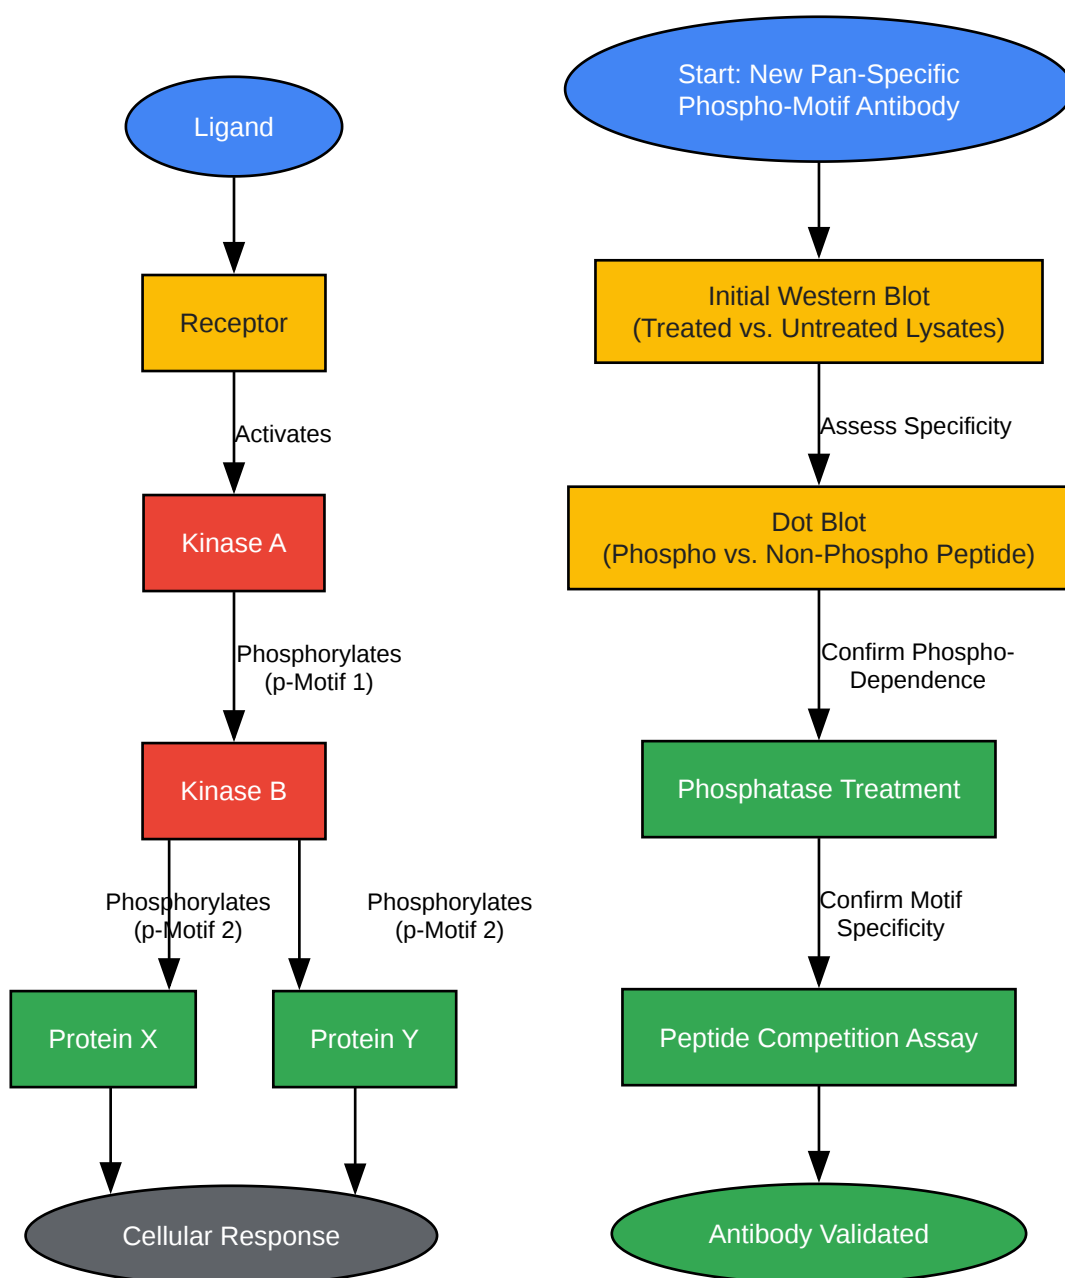 Ligand
Receptor
Activates
Kinase A
Phosphorylates
(p-Motif 1)
Kinase B
Phosphorylates
(p-Motif 2)
Phosphorylates
(p-Motif 2)
Protein X
Protein Y
Cellular Response
Start: New Pan-Specific
Phospho-Motif Antibody
Initial Western Blot
(Treated vs. Untreated Lysates)
Assess Specificity
Dot Blot
(Phospho vs. Non-Phospho Peptide)
Confirm Phospho-
Dependence
Phosphatase Treatment
Confirm Motif
Specificity
Peptide Competition Assay
Antibody Validated